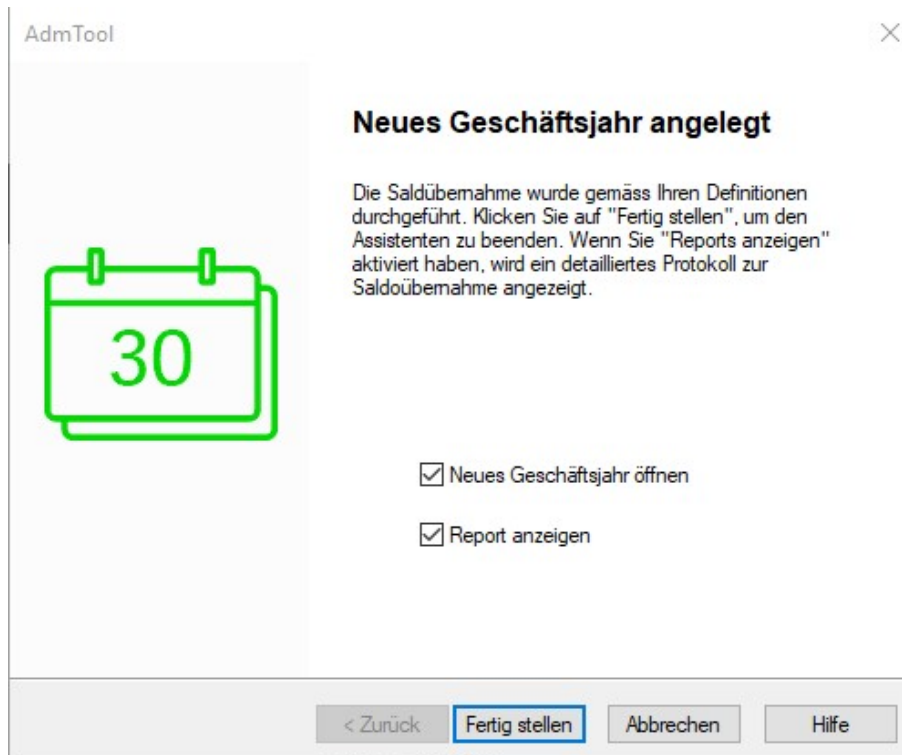 AdmTool
Neues Geschäftsjahr angelegt
Die Saldübernahme wurde gemäss Ihren Definitionen
durchgeführt. Klicken Sie auf "Fertig stellen", um den
Assistenten zu beenden. Wenn Sie "Reports anzeigen"
aktiviert haben, wird ein detailliertes Protokoll zur
Saldoübernahme angezeigt.
30
Neues Geschäftsjahr öffnen
Report anzeigen
< Zurück
Fertig stellen
Abbrechen
Hilfe